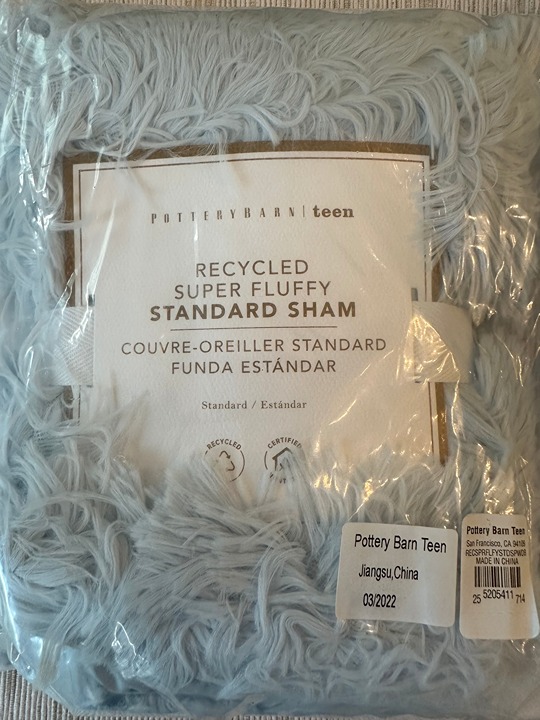 POTTERYBARN | teen
RECYCLED
SUPER FLUFFY
STANDARD SHAM
COUVRE-OREILLER STANDARD
FUNDA ESTÁNDAR
Standard / Estándar
RECYCLED
CERTIFIED
Pottery Barn Teen
Jiangsu,China
03/2022
Pottery Barn Teen
San Francisco, CA
MADE IN CHINA
25 5205411 714